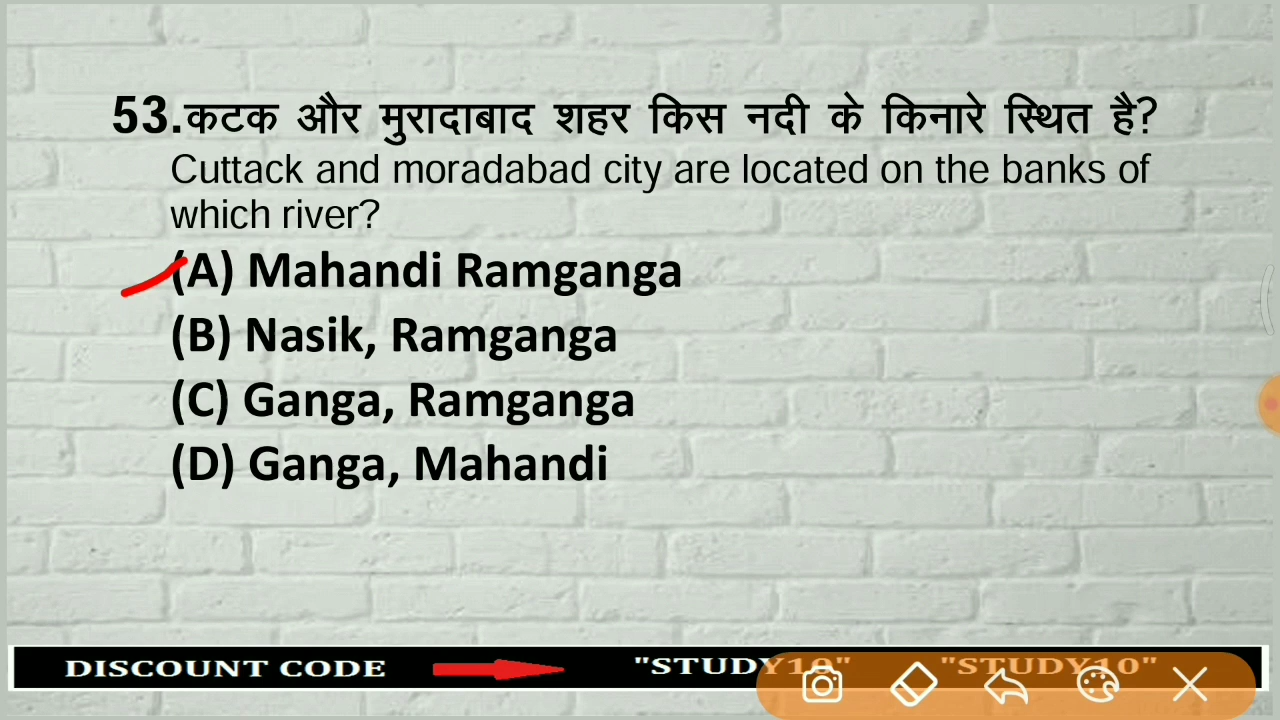 53.कटक और मुरादाबाद शहर किस नदी के किनारे स्थित है?
Cuttack and moradabad city are located on the banks of
which river?
(A) Mahandi Ramganga
(B) Nasik, Ramganga
(C) Ganga, Ramganga
(D) Ganga, Mahandi
DISCOUNT CODE "STUDY10" "STUDY10"